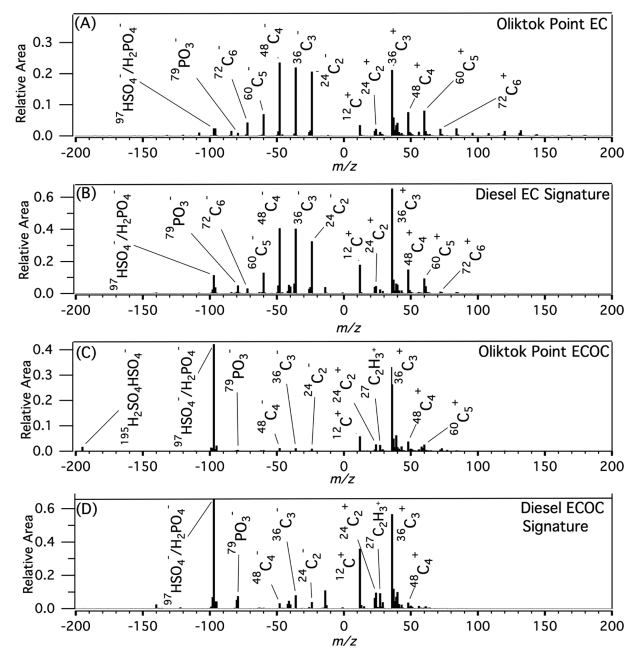 (A)
Oliktok Point EC
Relative Area
0.3
0.2
0.1
0.0
97HSO4-/H2PO4-
79PO3-
72C6-
60C5-
48C4-
36C3-
24C2-
12C+
24C2+
36C3+
48C4+
60C5+
72C6+
-200 -150 -100 -50 0 50 100 150 200
m/z
(B)
Diesel EC Signature
Relative Area
0.6
0.4
0.2
0.0
97HSO4-/H2PO4-
79PO3-
72C6-
60C5-
48C4-
36C3-
24C2-
12C+
24C2+
36C3+
48C4+
60C5+
72C6+
-200 -150 -100 -50 0 50 100 150 200
m/z
(C)
Oliktok Point ECOC
Relative Area
0.4
0.3
0.2
0.1
0.0
195H2SO4HSO4-
97HSO4-/H2PO4-
79PO3-
48C4-
36C3-
24C2-
12C+
24C2+
27C2H3+
36C3+
48C4+
60C5+
-200 -150 -100 -50 0 50 100 150 200
m/z
(D)
Diesel ECOC
Signature
Relative Area
0.6
0.4
0.2
0.0
97HSO4-/H2PO4-
79PO3-
48C4-
36C3-
24C2-
12C+
24C2+
27C2H3+
36C3+
48C4+
-200 -150 -100 -50 0 50 100 150 200
m/z